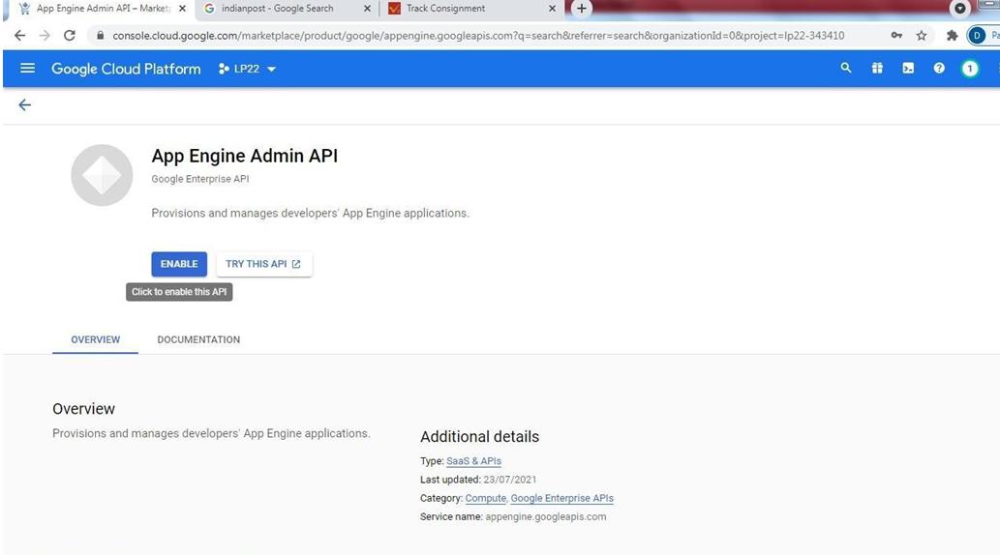 App Engine Admin API – Market
indianpost - Google Search
Track Consignment
console.cloud.google.com/marketplace/product/google/appengine.googleapis.com?q=search&referrer=search&organizationId=0&project=lp22-343410
D
Pa
Google Cloud Platform
LP22
1
App Engine Admin API
Google Enterprise API
Provisions and manages developers' App Engine applications.
ENABLE
TRY THIS API
Click to enable this API
OVERVIEW
DOCUMENTATION
Overview
Provisions and manages developers' App Engine applications.
Additional details
Type: SaaS & APIs
Last updated: 23/07/2021
Category: Compute, Google Enterprise APIs
Service name: appengine.googleapis.com